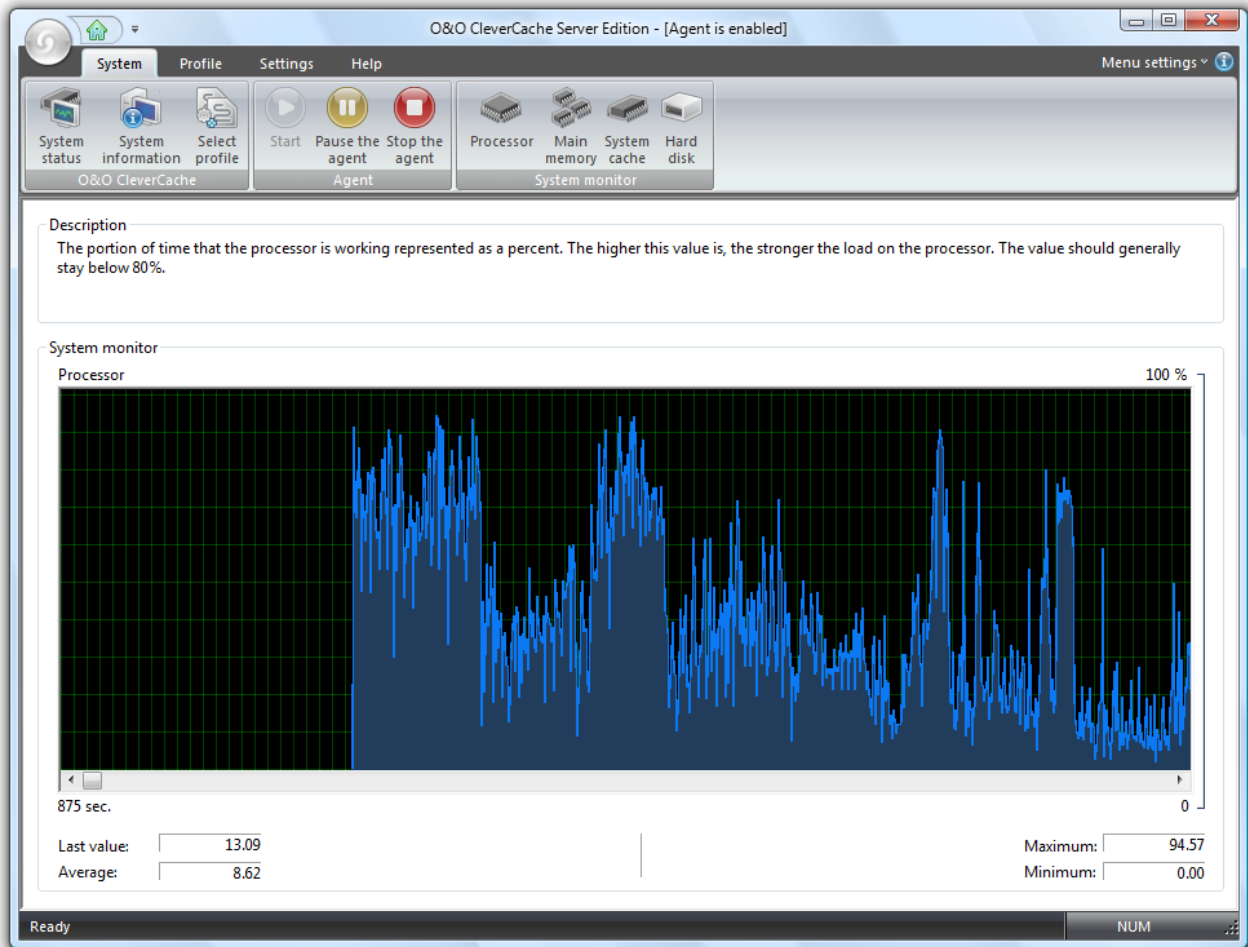 O&O CleverCache Server Edition - [Agent is enabled]
System Profile Settings Help Menu settings
System status
System information
Select profile
Start
Pause the agent
Stop the agent
Processor
Main memory
System cache
Hard disk
O&O CleverCache
Agent
System monitor
Description
The portion of time that the processor is working represented as a percent. The higher this value is, the stronger the load on the processor. The value should generally
stay below 80%.
System monitor
Processor 100 %
875 sec. 0
Last value: 13.09 Maximum: 94.57
Average: 8.62 Minimum: 0.00
Ready NUM